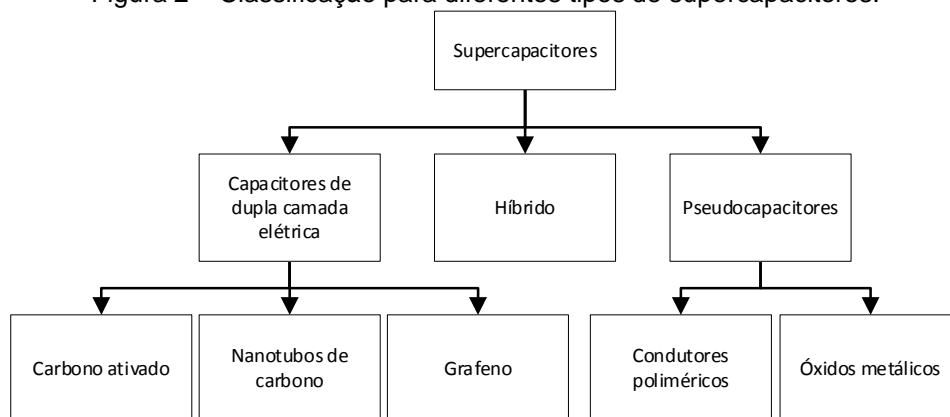 Figura 2 – Classificação para diferentes tipos de supercapacitores.
Supercapacitores
Capacitores de
dupla camada
elétrica
Híbrido
Pseudocapacitores
Carbono ativado
Nanotubos de
carbono
Grafeno
Condutores
poliméricos
Óxidos metálicos